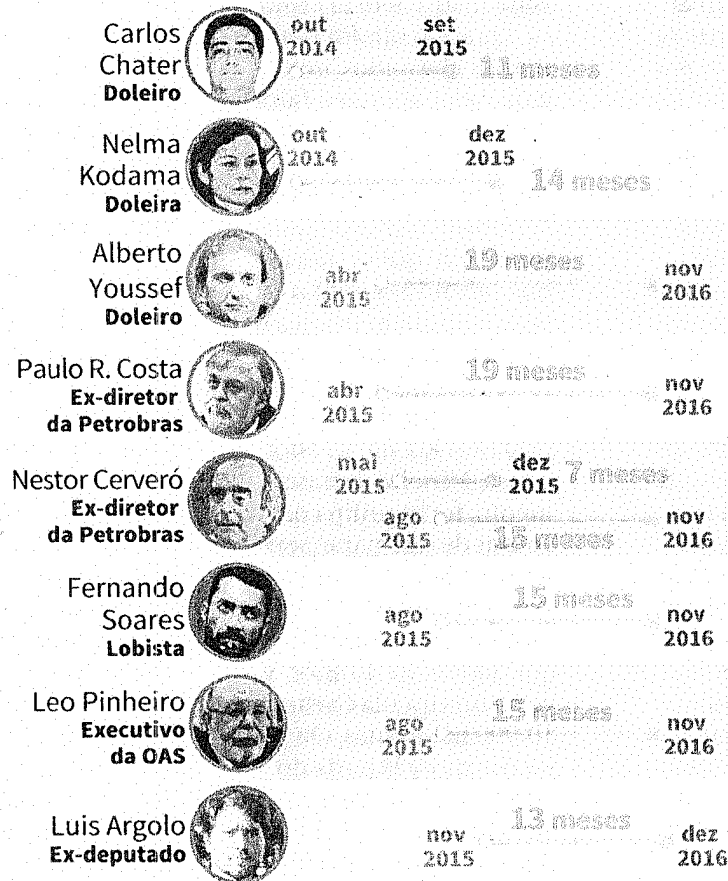 Carlos Chater
Doleiro
out 2014
set 2015
11 meses
Nelma Kodama
Doleira
out 2014
dez 2015
14 meses
Alberto Youssef
Doleiro
abr 2015
19 meses
nov 2016
Paulo R. Costa
Ex-diretor
da Petrobras
abr 2015
19 meses
nov 2016
Nestor Cerveró
Ex-diretor
da Petrobras
mai 2015
dez 2015
7 meses
ago 2015
15 meses
nov 2016
Fernando Soares
Lobista
ago 2015
15 meses
nov 2016
Leo Pinheiro
Executivo
da OAS
ago 2015
15 meses
nov 2016
Luis Argolo
Ex-deputado
nov 2015
13 meses
dez 2016